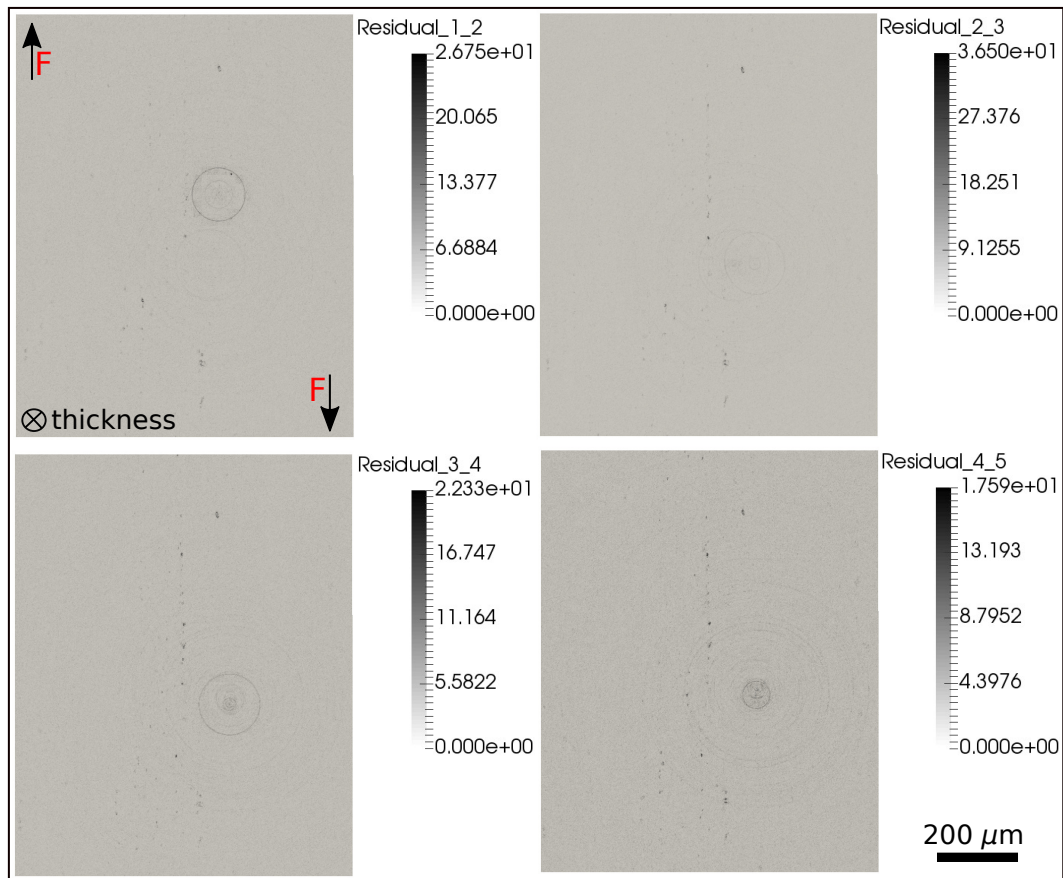 F
F
⊗ thickness
Residual_1_2
2.675e+01
20.065
13.377
6.6884
0.000e+00
Residual_2_3
3.650e+01
27.376
18.251
9.1255
0.000e+00
Residual_3_4
2.233e+01
16.747
11.164
5.5822
0.000e+00
Residual_4_5
1.759e+01
13.193
8.7952
4.3976
0.000e+00
200 μm